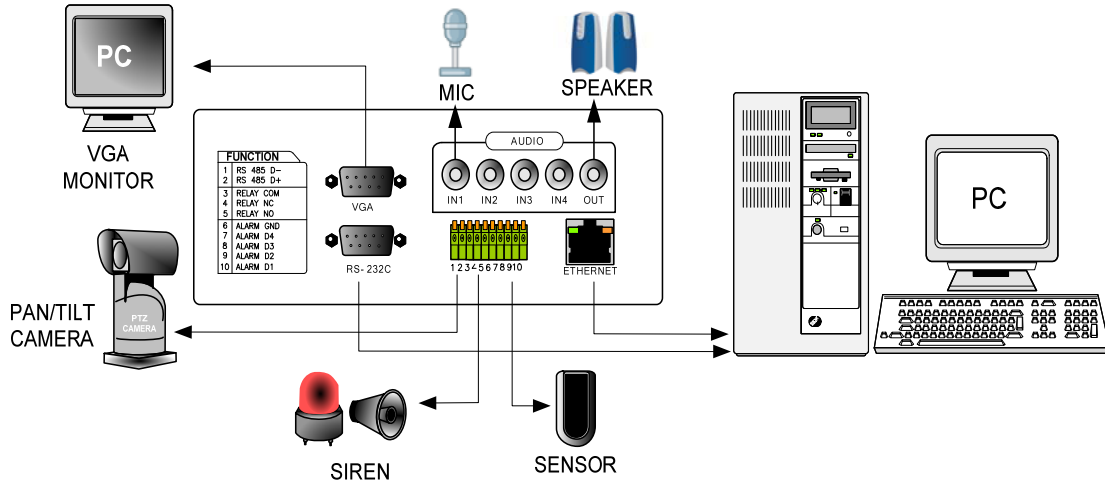 PC
VGA
MONITOR
MIC
SPEAKER
AUDIO
IN1 IN2 IN3 IN4 OUT
FUNCTION
1 RS 485 D-
2 RS 485 D+
3 RELAY COM
4 RELAY NC
5 RELAY NO
6 ALARM GND
7 ALARM D4
8 ALARM D3
9 ALARM D2
10 ALARM D1
VGA
RS-232C
12345678910
ETHERNET
PC
PAN/TILT
CAMERA
PTZ
CAMERA
SIREN
SENSOR